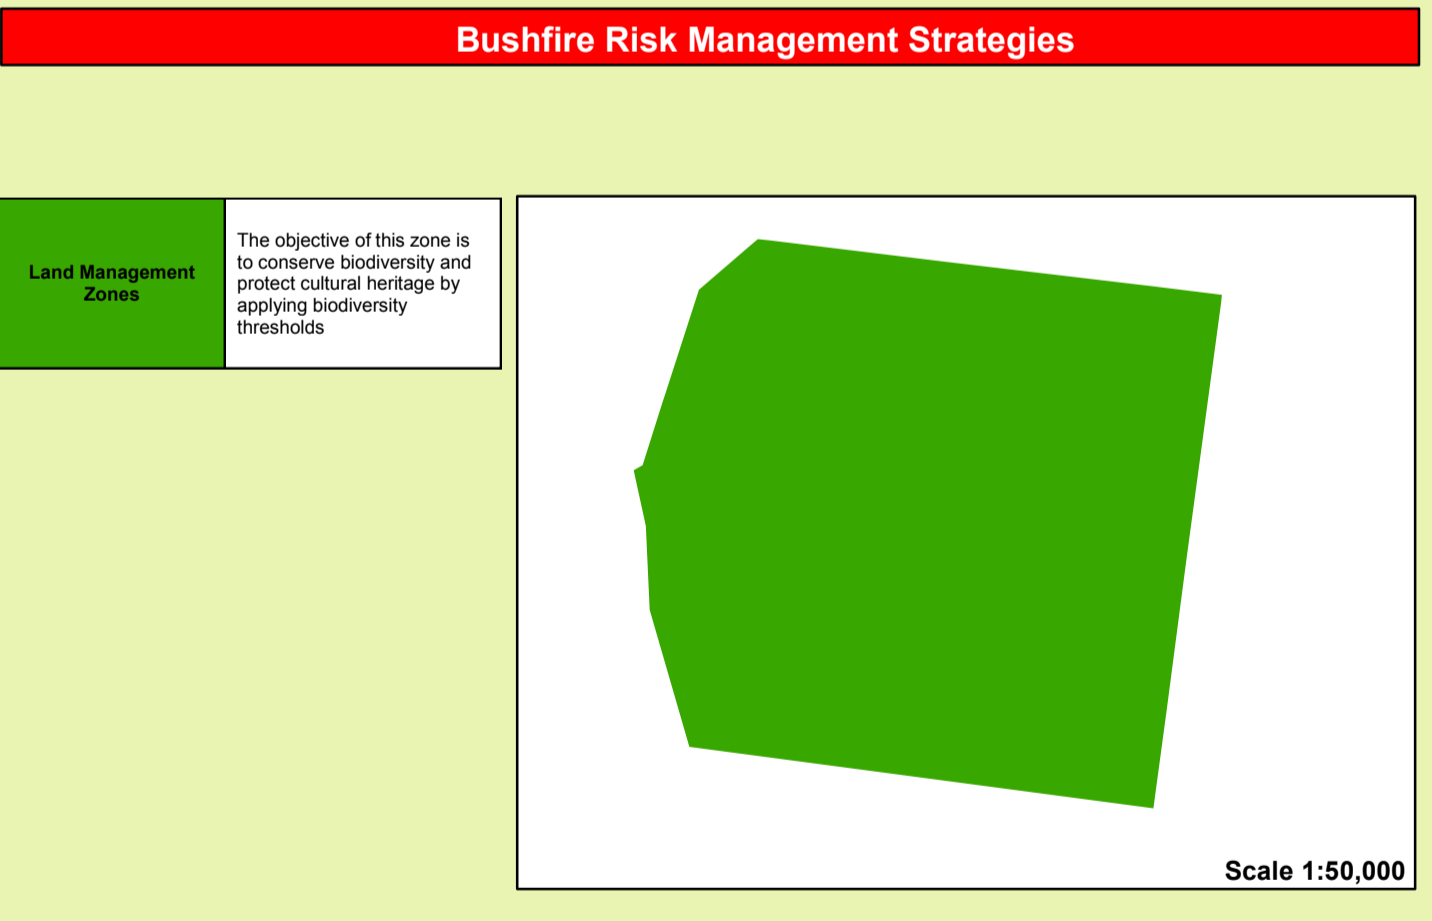 Bushfire Risk Management Strategies
Land Management
Zones
The objective of this zone is
to conserve biodiversity and
protect cultural heritage by
applying biodiversity
thresholds
Scale 1:50,000